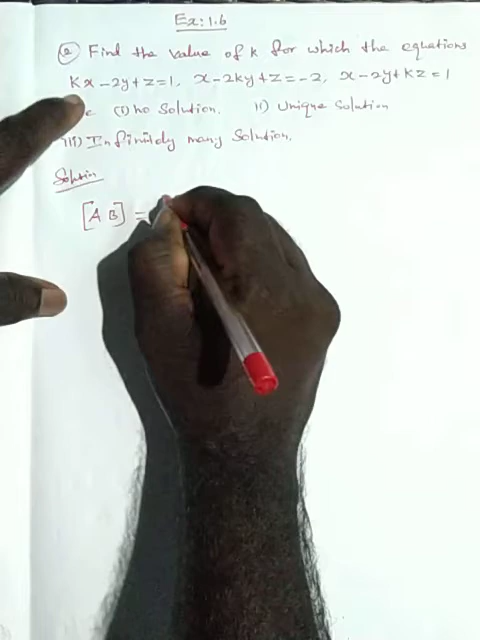 Ex: 1.6
② Find the value of k for which the equations
kx - 2y + z = 1, x - 2ky + z = -2, x - 2y + kz = 1
(i) no solution. ii) unique solution
iii) Infinitely many solution.
Solution
[A B] =